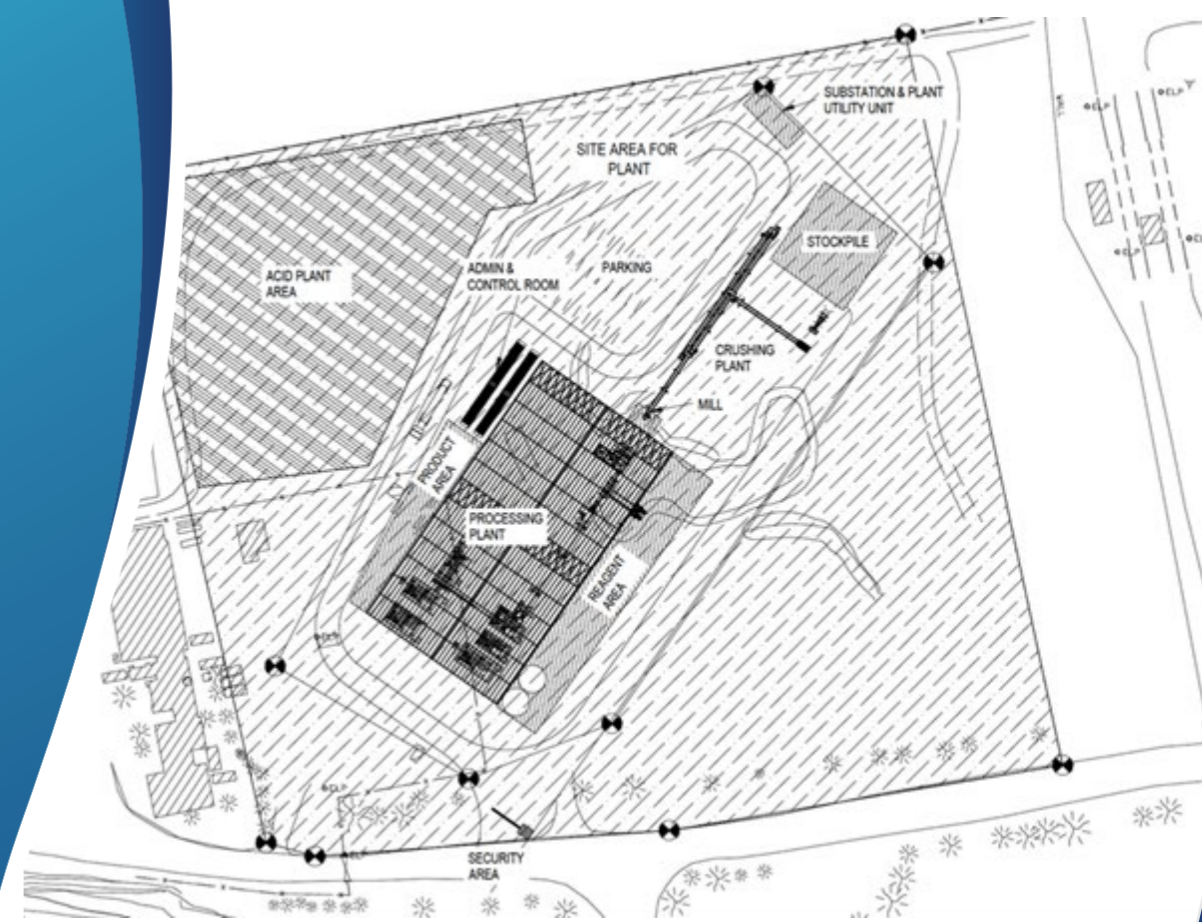 SUBSTATION & PLANT
UTILITY UNIT
SITE AREA FOR
PLANT
STOCKPILE
ACID PLANT
AREA
ADMIN &
CONTROL ROOM
PARKING
CRUSHING
PLANT
MILL
PRODUCT
AREA
PROCESSING
PLANT
REAGENT
AREA
SECURITY
AREA